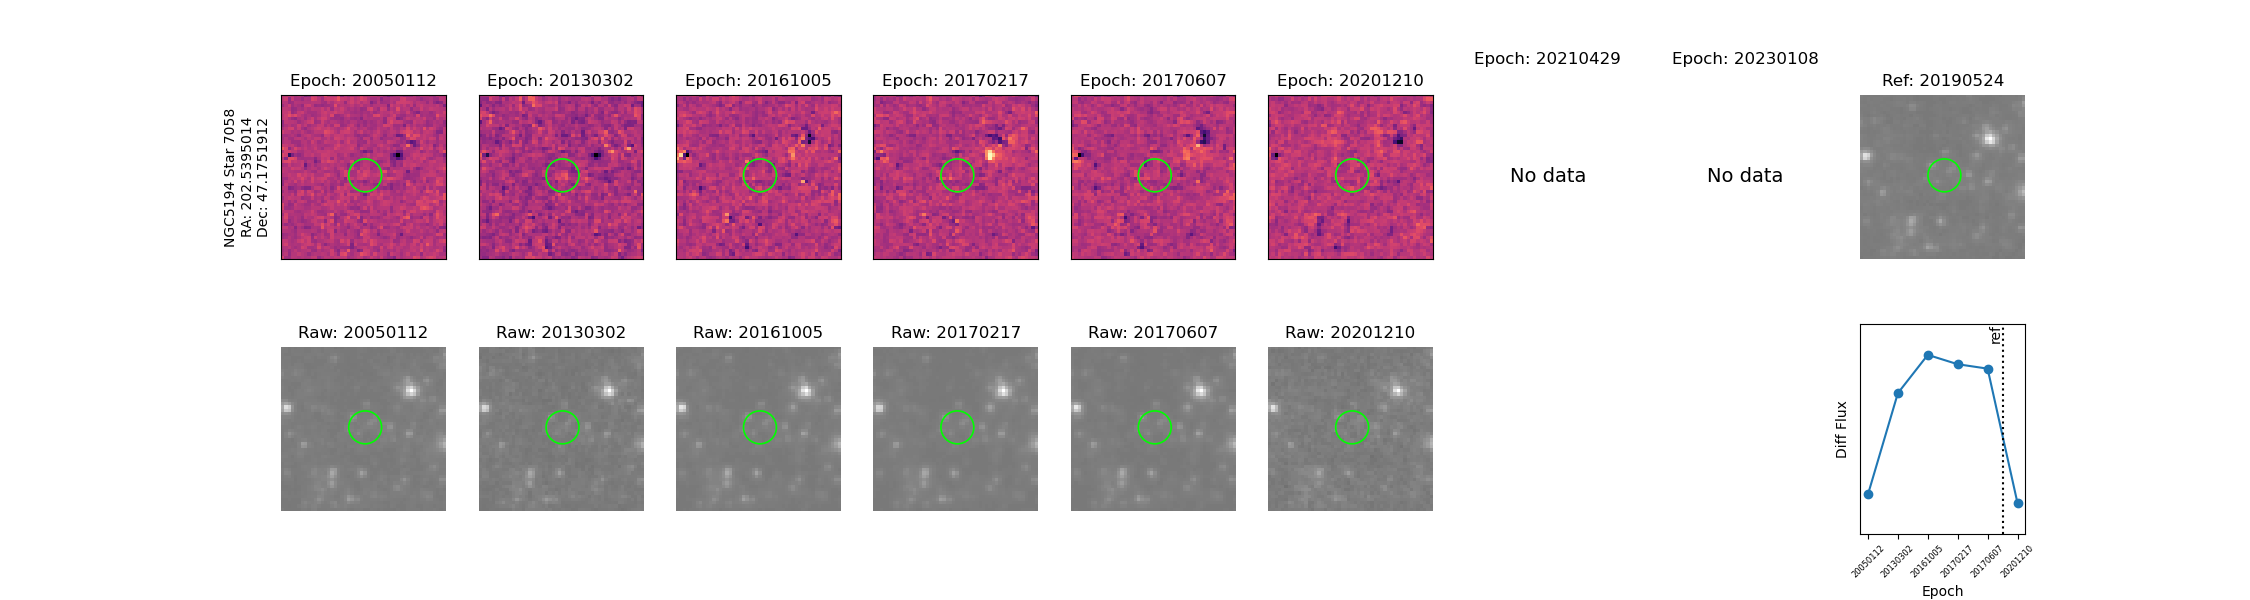 Epoch: 20050112
Epoch: 20130302
Epoch: 20161005
Epoch: 20170217
Epoch: 20170607
Epoch: 20201210
Epoch: 20210429
Epoch: 20230108
Ref: 20190524
NGC5194 Star 7058
RA: 202.5395014
Dec: 47.1751912
No data
No data
Raw: 20050112
Raw: 20130302
Raw: 20161005
Raw: 20170217
Raw: 20170607
Raw: 20201210
ref
Diff Flux
20050112
20130302
20161005
20170217
20170607
20201210
Epoch